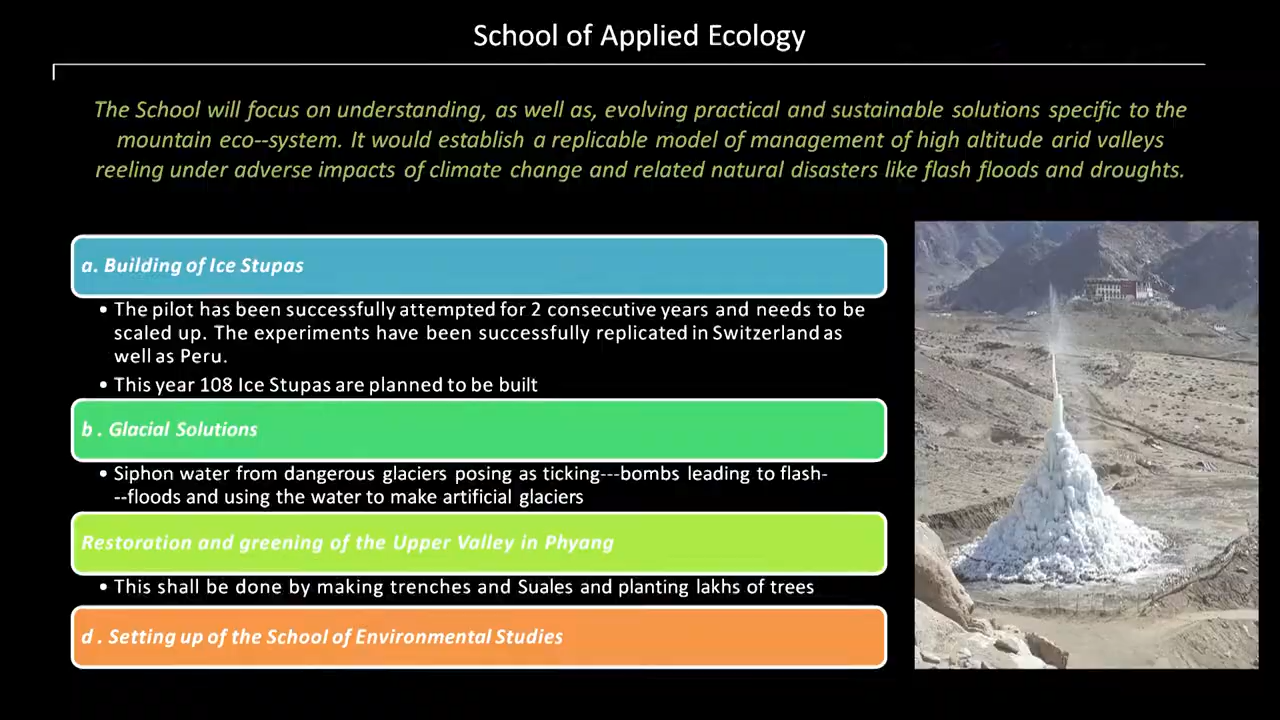 School of Applied Ecology
The School will focus on understanding, as well as, evolving practical and sustainable solutions specific to the
mountain eco--system. It would establish a replicable model of management of high altitude arid valleys
reeling under adverse impacts of climate change and related natural disasters like flash floods and droughts.
a. Building of Ice Stupas
• The pilot has been successfully attempted for 2 consecutive years and needs to be
scaled up. The experiments have been successfully replicated in Switzerland as
well as Peru.
• This year 108 Ice Stupas are planned to be built
b . Glacial Solutions
• Siphon water from dangerous glaciers posing as ticking---bombs leading to flash-
--floods and using the water to make artificial glaciers
Restoration and greening of the Upper Valley in Phyang
• This shall be done by making trenches and Suales and planting lakhs of trees
d . Setting up of the School of Environmental Studies